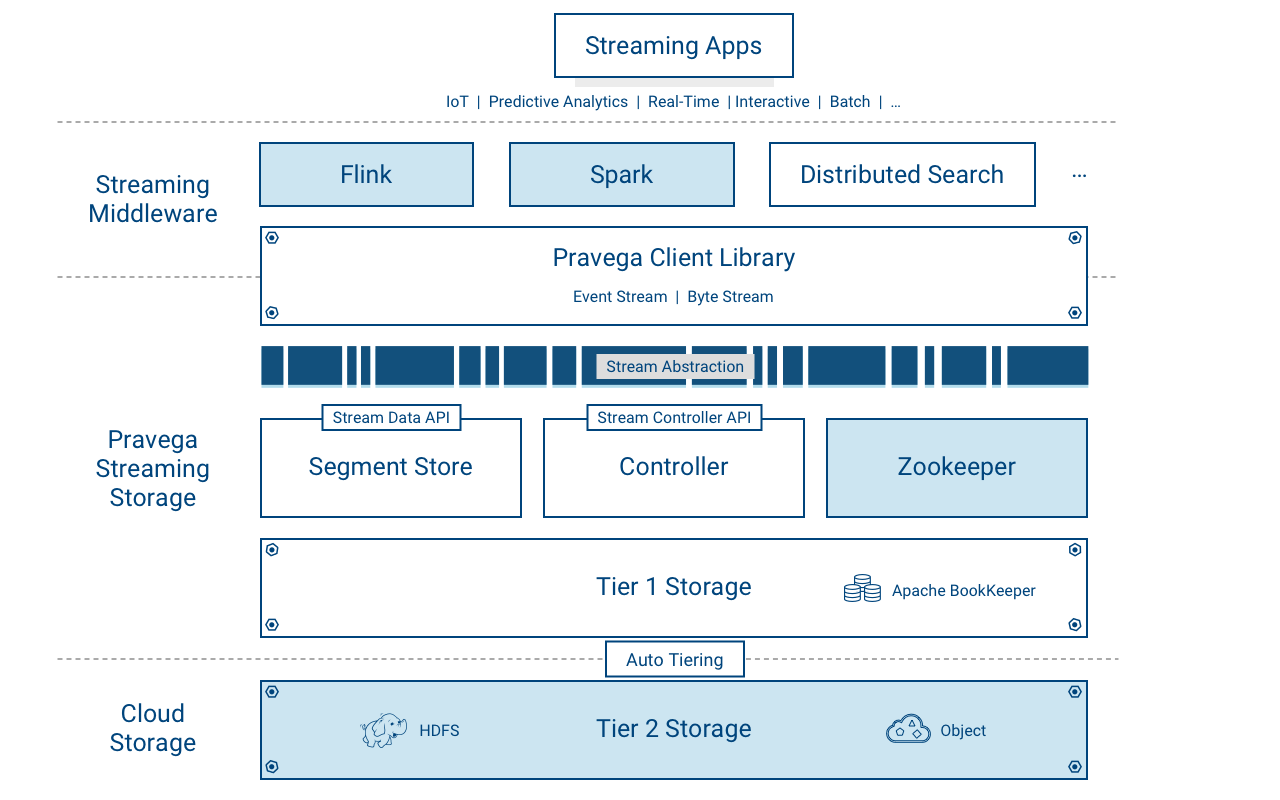 Streaming Apps
IoT | Predictive Analytics | Real-Time | Interactive | Batch | ...
Streaming
Middleware
Flink
Spark
Distributed Search
...
Pravega Client Library
Event Stream | Byte Stream
Stream Abstraction
Pravega
Streaming
Storage
Stream Data API
Segment Store
Stream Controller API
Controller
Zookeeper
Tier 1 Storage
Apache BookKeeper
Auto Tiering
Cloud
Storage
HDFS
Tier 2 Storage
Object